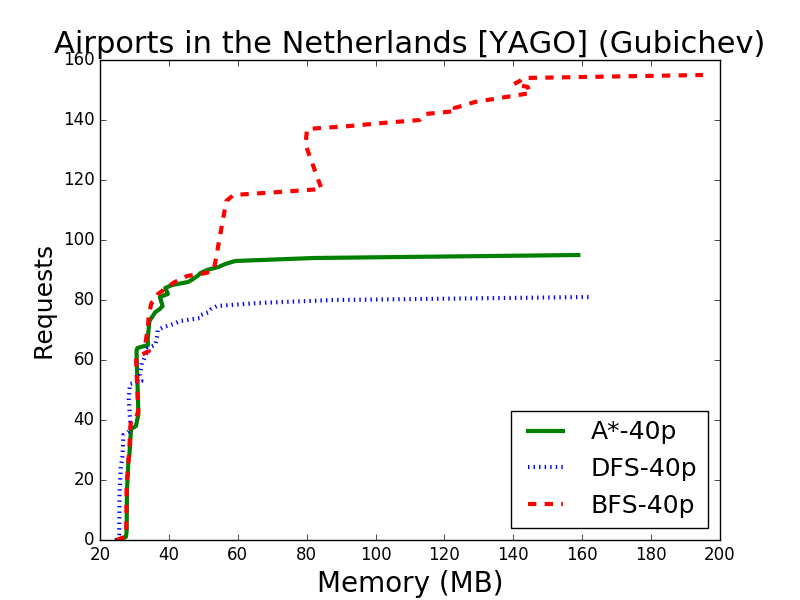 Airports in the Netherlands [YAGO] (Gubichev)
160
140
120
100
80
60
40
20
0
Requests
A*-40p
DFS-40p
BFS-40p
20 40 60 80 100 120 140 160 180 200
Memory (MB)